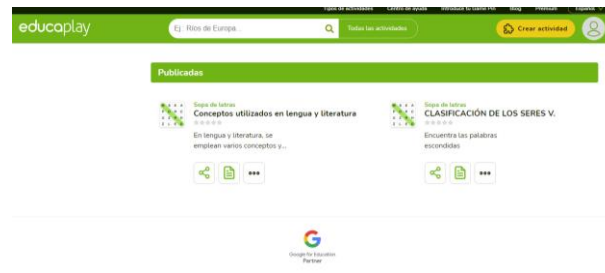 Tipos de actividades Centro de ayuda Introduce tu Game Pin Blog Premium Español
educaplay Ej: Ríos de Europa... Todas las actividades Crear actividad
Publicadas
Sopa de letras
Conceptos utilizados en lengua y literatura
En lengua y literatura, se
emplean varios conceptos y...
Sopa de letras
CLASIFICACIÓN DE LOS SERES V.
Encuentra las palabras
escondidas
Google for Education
Partner